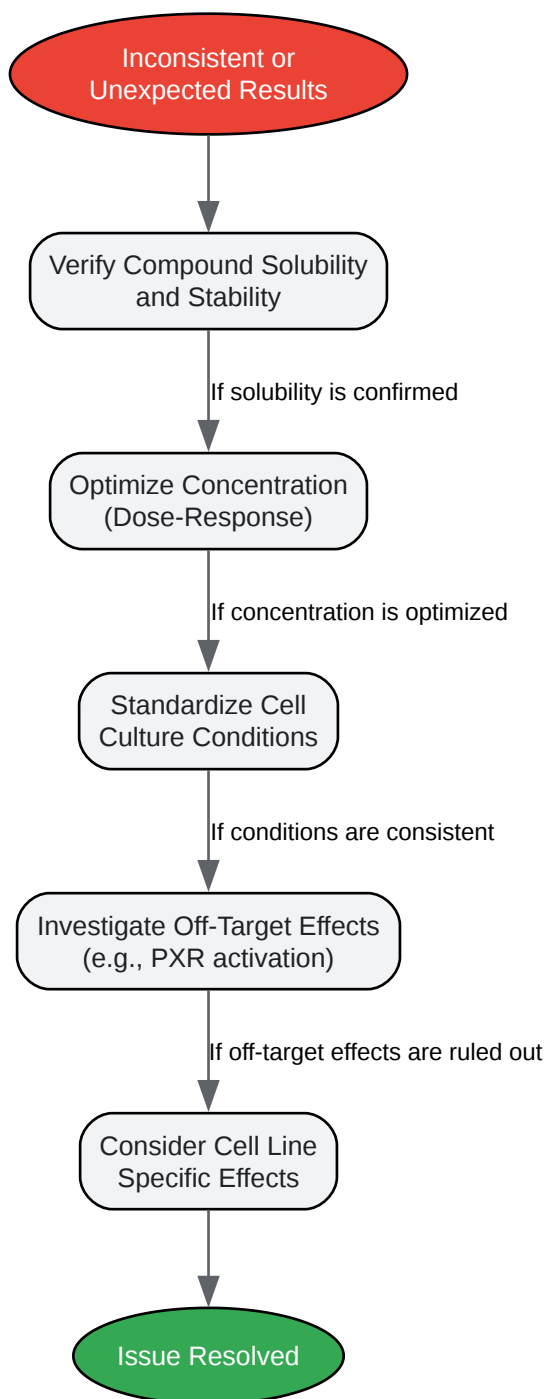 Inconsistent or
Unexpected Results
Verify Compound Solubility
and Stability
If solubility is confirmed
Optimize Concentration
(Dose-Response)
If concentration is optimized
Standardize Cell
Culture Conditions
If conditions are consistent
Investigate Off-Target Effects
(e.g., PXR activation)
If off-target effects are ruled out
Consider Cell Line
Specific Effects
Issue Resolved